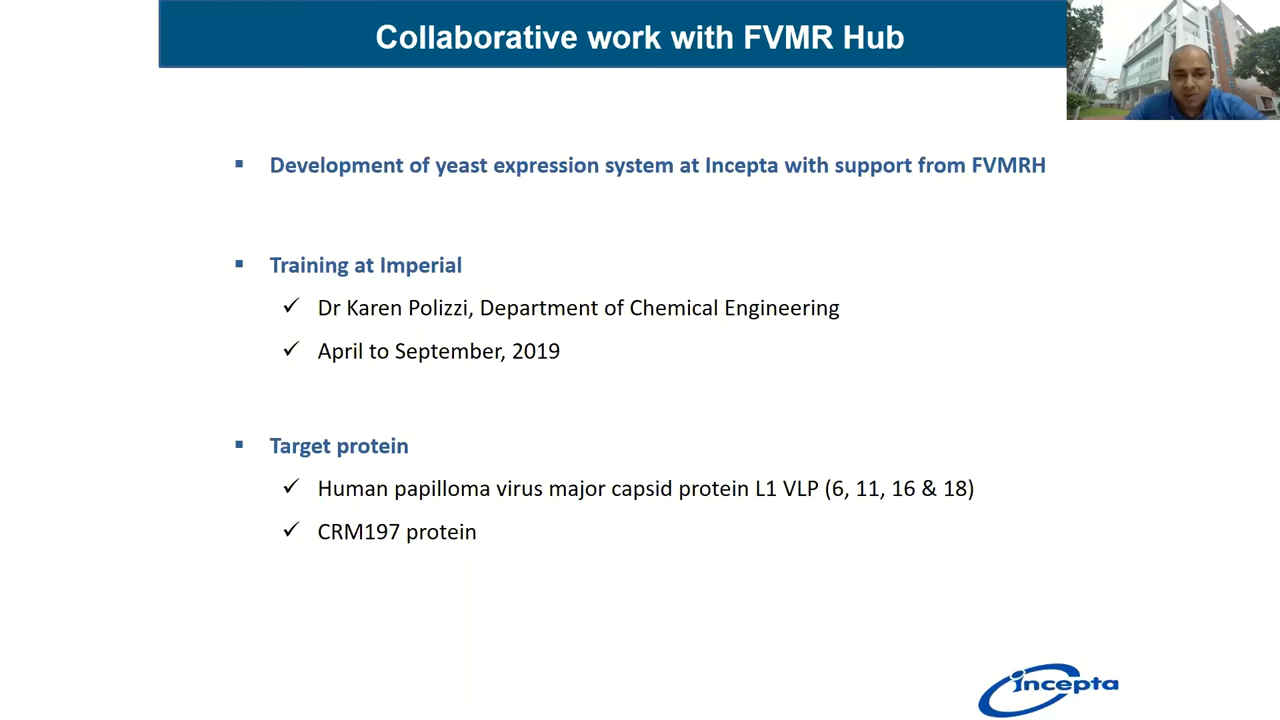 Collaborative work with FVMR Hub
Development of yeast expression system at Incepta with support from FVMRH
Training at Imperial
Dr Karen Polizzi, Department of Chemical Engineering
April to September, 2019
Target protein
Human papilloma virus major capsid protein L1 VLP (6, 11, 16 & 18)
CRM197 protein
incepta